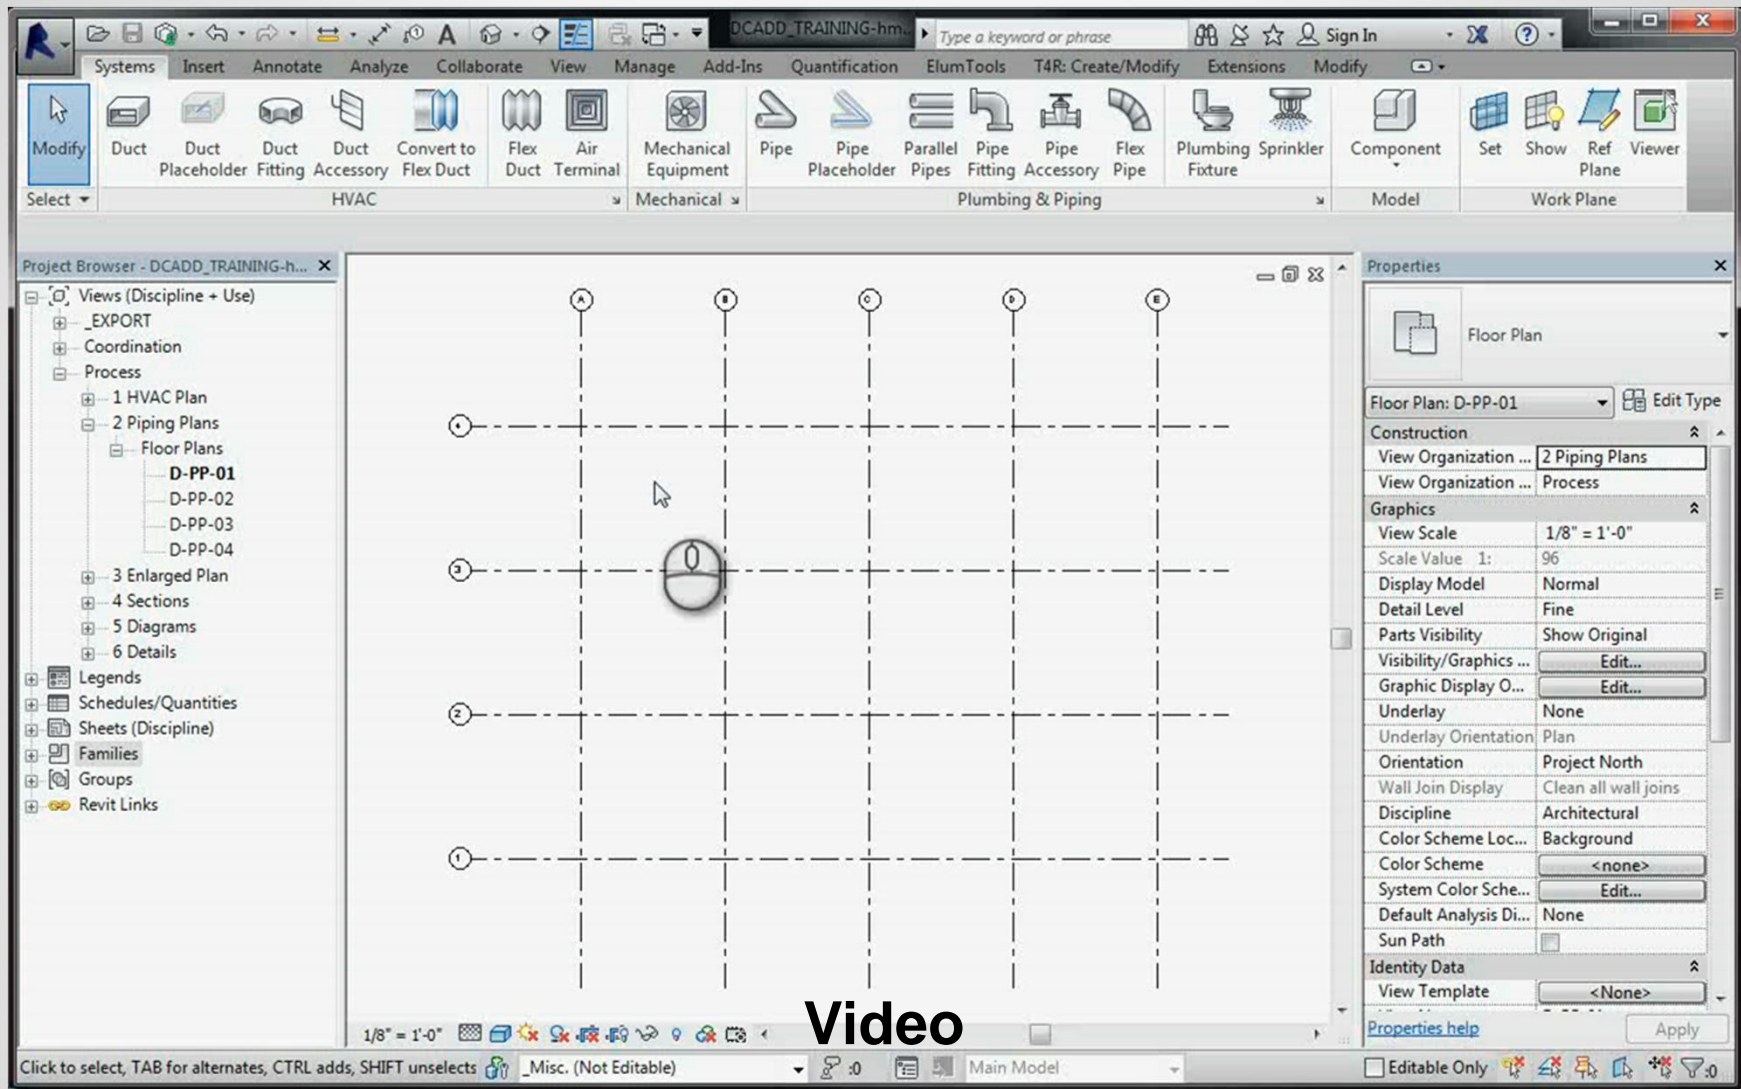 DCADD_TRAINING-hm...
Type a keyword or phrase
Sign In
Systems Insert Annotate Analyze Collaborate View Manage Add-Ins Quantification ElumTools T4R: Create/Modify Extensions Modify
Modify
Duct
Duct Placeholder
Duct Fitting
Duct Accessory
Convert to Flex Duct
Flex Duct
Air Terminal
Mechanical Equipment
Pipe
Pipe Placeholder
Parallel Pipes
Pipe Fitting
Pipe Accessory
Flex Pipe
Plumbing Fixture
Sprinkler
Component
Set
Show
Ref Plane
Viewer
Select HVAC Mechanical Plumbing & Piping Model Work Plane
Project Browser - DCADD_TRAINING-h...
Views (Discipline + Use)
_EXPORT
Coordination
Process
1 HVAC Plan
2 Piping Plans
Floor Plans
D-PP-01
D-PP-02
D-PP-03
D-PP-04
3 Enlarged Plan
4 Sections
5 Diagrams
6 Details
Legends
Schedules/Quantities
Sheets (Discipline)
Families
Groups
Revit Links
A B C D E
4
3
2
1
Properties
Floor Plan
Floor Plan: D-PP-01 Edit Type
Construction
View Organization ... 2 Piping Plans
View Organization ... Process
Graphics
View Scale 1/8" = 1'-0"
Scale Value 1: 96
Display Model Normal
Detail Level Fine
Parts Visibility Show Original
Visibility/Graphics ... Edit...
Graphic Display O... Edit...
Underlay None
Underlay Orientation Plan
Orientation Project North
Wall Join Display Clean all wall joins
Discipline Architectural
Color Scheme Loc... Background
Color Scheme <none>
System Color Sche... Edit...
Default Analysis Di... None
Sun Path
Identity Data
View Template <None>
Properties help Apply
1/8" = 1'-0"
Video
Click to select, TAB for alternates, CTRL adds, SHIFT unselects _Misc. (Not Editable) :0 Main Model Editable Only :0